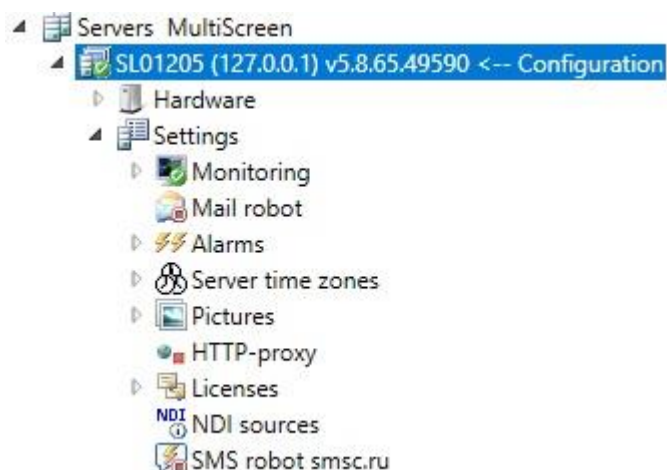 Servers MultiScreen
SL01205 (127.0.0.1) v5.8.65.49590 <-- Configuration
Hardware
Settings
Monitoring
Mail robot
Alarms
Server time zones
Pictures
HTTP-proxy
Licenses
NDI NDI sources
SMS robot smsc.ru